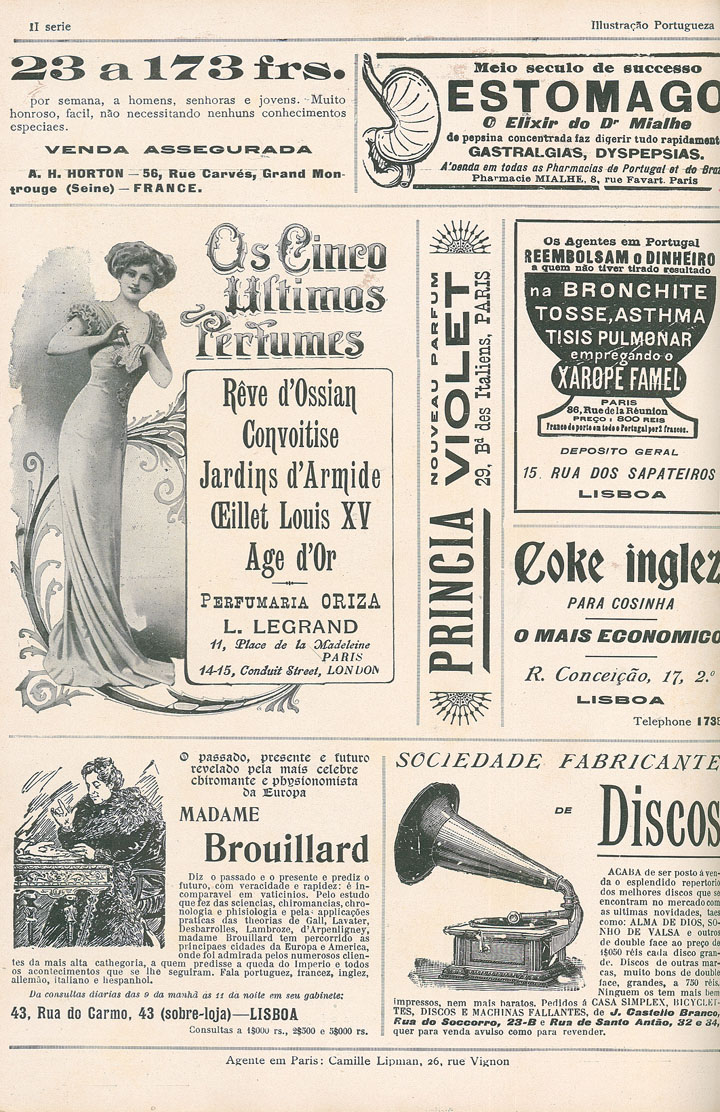 II serie
Illustração Portugueza
23 a 173 frs.
por semana, a homens, senhoras e jovens. Muito
honroso, facil, não necessitando nenhuns conhecimentos
especiaes.
VENDA ASSEGURADA
A. H. HORTON — 56, Rue Carvés, Grand Mon-
trouge (Seine) — FRANCE.
Meio seculo de successo
ESTOMAGO
O Elixir do Dr Mialhe
de pepsina concentrada faz digerir tudo rapidament
GASTRALGIAS, DYSPEPSIAS.
A' venda em todas as Pharmacias de Portugal et do Braz
Pharmacie MIALHE, 8, rue Favart. Paris
Os Cinco
Ultimos
Perfumes
Rêve d'Ossian
Convoitise
Jardins d'Armide
Œillet Louis XV
Age d'Or
PERFUMARIA ORIZA
L. LEGRAND
11, Place de la Madeleine
PARIS
14-15, Conduit Street, LONDON
PRINCIA
NOUVEAU PARFUM
VIOLET
29, Bd des Italiens, PARIS
Os Agentes em Portugal
REEMBOLSAM o DINHEIRO
a quem não tiver tirado resultado
na BRONCHITE
TOSSE, ASTHMA
TISIS PULMONAR
empregando o
XAROPE FAMEL
PARIS
86, Rue de la Réunion
PREÇO : 800 REIS
Franco de porte em todo o Portugal por 2 francos.
DEPOSITO GERAL
15. RUA DOS SAPATEIROS
LISBOA
Coke inglez
PARA COSINHA
O MAIS ECONOMICO
R. Conceição, 17, 2.º
LISBOA
Telephone 1738
O passado, presente e futuro
revelado pela mais celebre
chiromante e physionomista
da Europa
MADAME
Brouillard
Diz o passado e o presente e prediz o
futuro, com veracidade e rapidez: é in-
comparavel em vaticinios. Pelo estudo
que fez das sciencias, chiromancias, chro-
nologia e phisiologia e pela applicações
praticas das theorias de Gall, Lavater,
Desbarrolles, Lambroze, d'Arpenligney,
madame Brouillard tem percorrido as
principaes cidades da Europa e America,
onde foi admirada pelos numerosos clien-
tes da mais alta cathegoria, a quem predisse a queda do Imperio e todos
os acontecimentos que se lhe seguiram. Fala portuguez, francez, inglez,
allemão, italiano e hespanhol.
Da consultas diarias das 9 da manhã ás 11 da noite em seu gabinete:
43, Rua do Carmo, 43 (sobre-loja)—LISBOA
Consultas a 1$000 rs., 2$500 e 5$000 rs.
SOCIEDADE FABRICANTE
DE
Discos
ACABA de ser posto á ven-
da o esplendido repertorio
dos melhores discos que se
encontram no mercado com
as ultimas novidades, taes
como: ALMA DE DIOS, SO-
NHO DE VALSA e outros
de double face ao preço de
1$050 réis cada disco gran-
de. Discos de outras mar-
cas, muito bons de double
face, grandes, a 750 réis.
Ninguem os tem mais bem
impressos, nem mais baratos. Pedidos á CASA SIMPLEX, BICYCLET-
TES, DISCOS E MACHINAS FALLANTES, de J. Castello Branco,
Rua do Soccorro, 23-B e Rua de Santo Antão, 32 e 34,
quer para venda avulso como para revender.
Agente em Paris: Camille Lipman, 26, rue Vignon